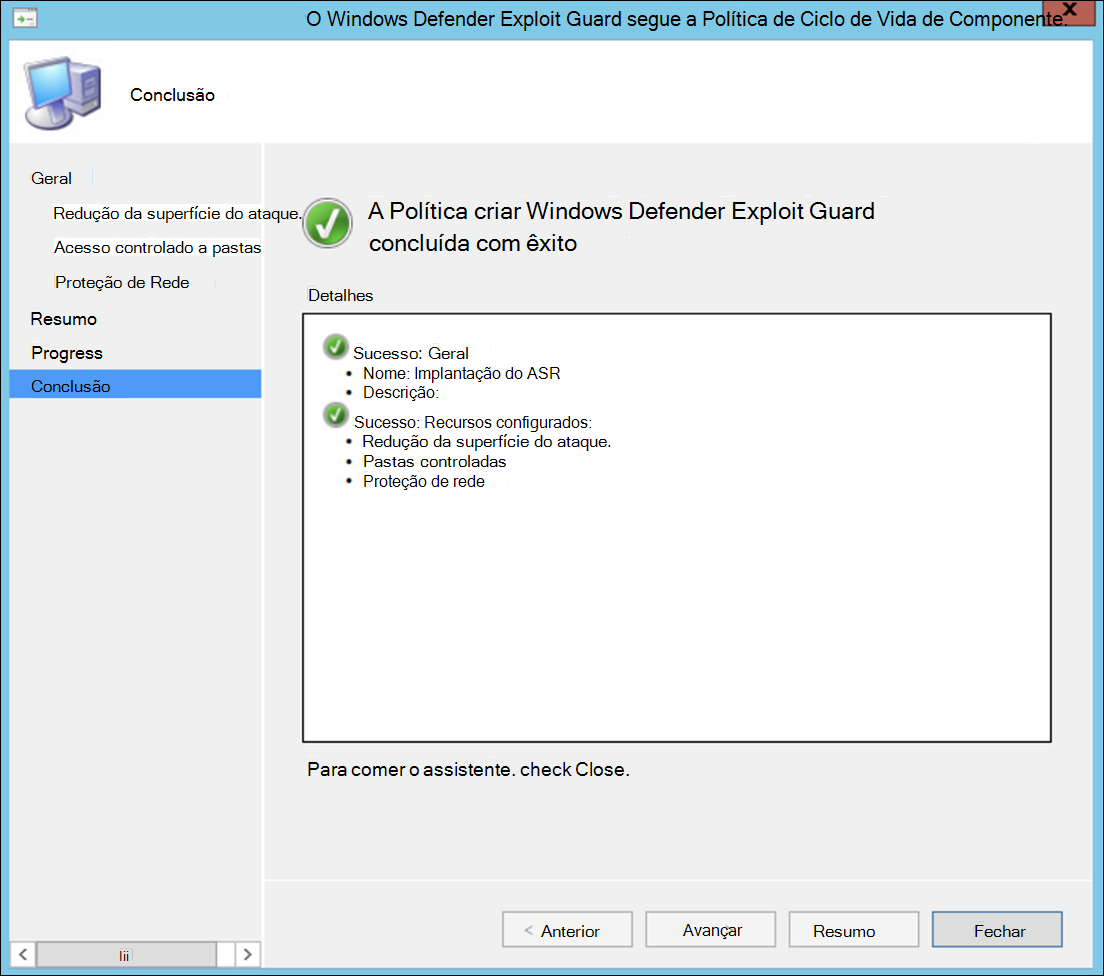 O Windows Defender Exploit Guard segue a Política de Ciclo de Vida de Componente.
X
Conclusão
Geral
Redução da superfície do ataque.
Acesso controlado a pastas
Proteção de Rede
Resumo
Progress
Conclusão
A Política criar Windows Defender Exploit Guard
concluída com êxito
Detalhes
Sucesso: Geral
• Nome: Implantação do ASR
• Descrição:
Sucesso: Recursos configurados:
• Redução da superfície do ataque.
• Pastas controladas
• Proteção de rede
Para comer o assistente. check Close.
< Anterior
Avançar
Resumo
Fechar
< lii >